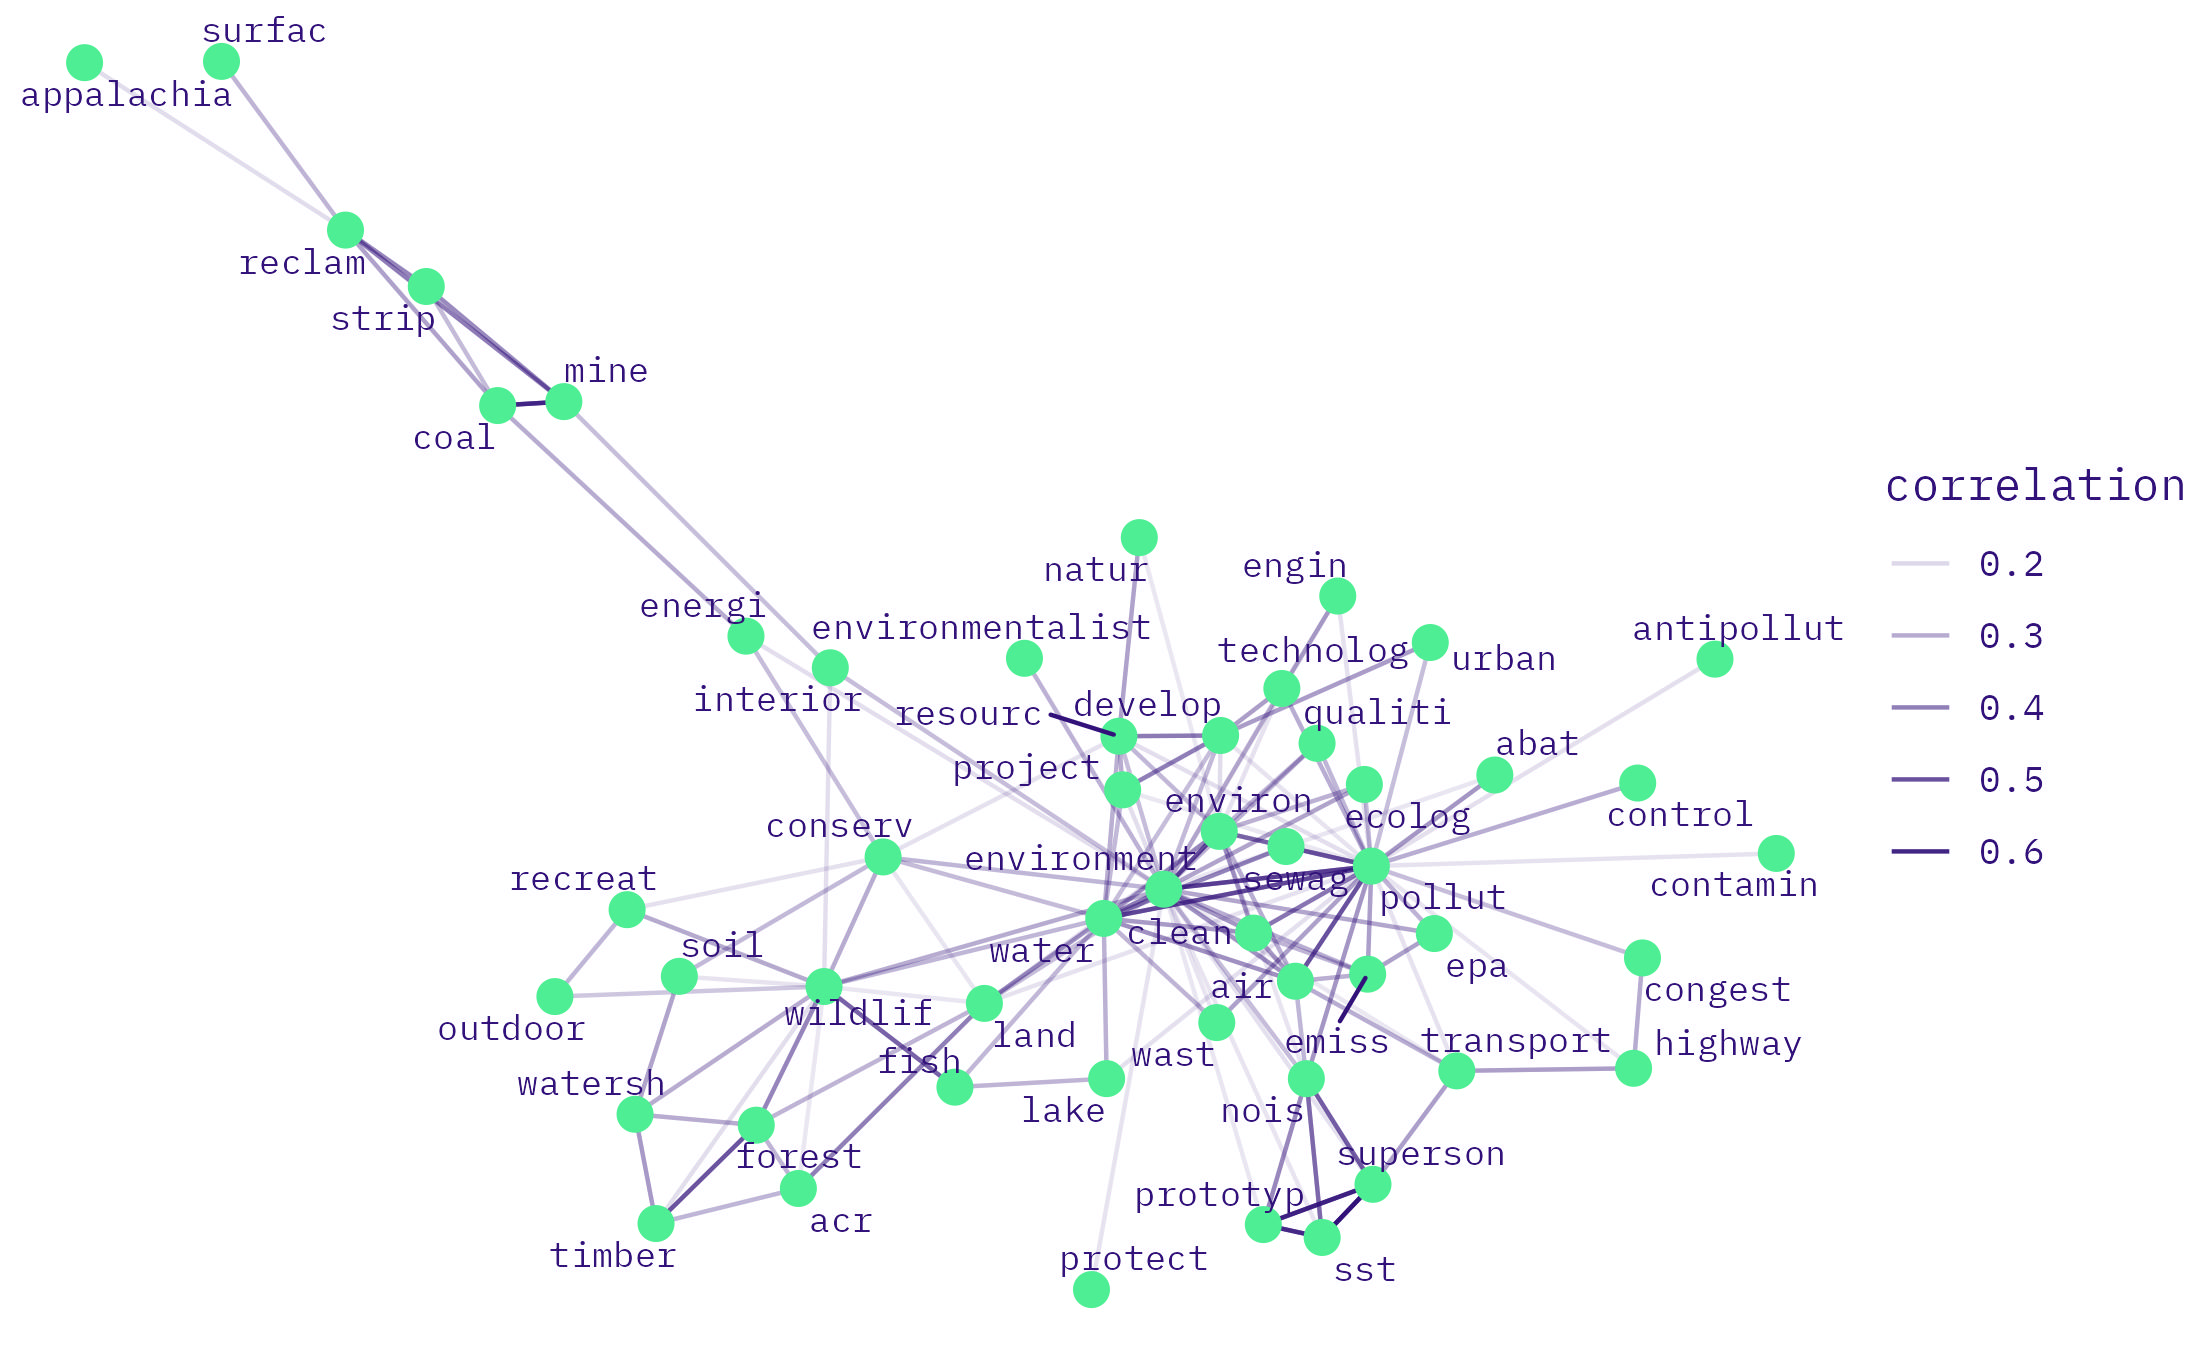 surfac
appalachia
reclam
strip
mine
coal
correlation
0.2
0.3
0.4
0.5
0.6
natur
engin
energi
environmentalist
antipollut
technolog
urban
interior
resourc
develop
qualiti
abat
project
environ
ecolog
control
conserv
environment
recreat
sewag
contamin
pollut
clean
soil
water
epa
air
congest
wildlif
outdoor
land
wast
emiss
transport
highway
fish
watersh
lake
nois
forest
superson
prototyp
acr
timber
protect
sst